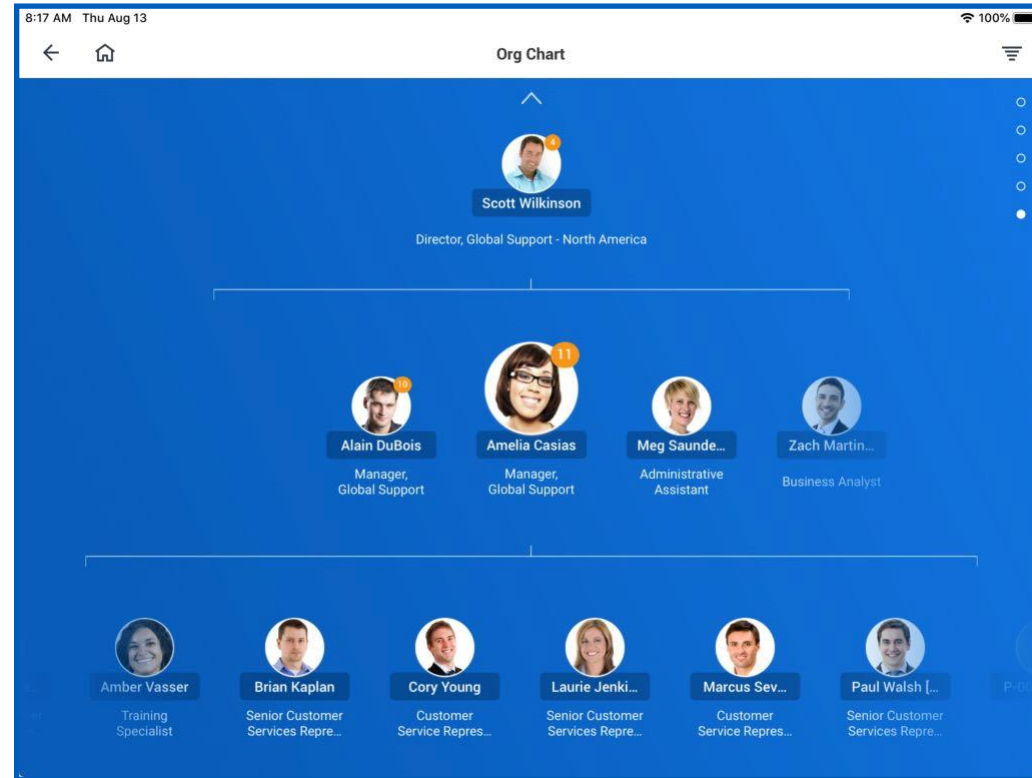 8:17 AM Thu Aug 13
100%
Org Chart
4
Scott Wilkinson
Director, Global Support - North America
10
11
Alain DuBois
Amelia Casias
Meg Saunde...
Zach Martin...
Manager,
Global Support
Manager,
Global Support
Administrative
Assistant
Business Analyst
Amber Vasser
Brian Kaplan
Cory Young
Laurie Jenki...
Marcus Sev...
Paul Walsh [...
Training
Specialist
Senior Customer
Services Repre...
Customer
Service Repres...
Senior Customer
Services Repre...
Customer
Service Repres...
Senior Customer
Services Repre...